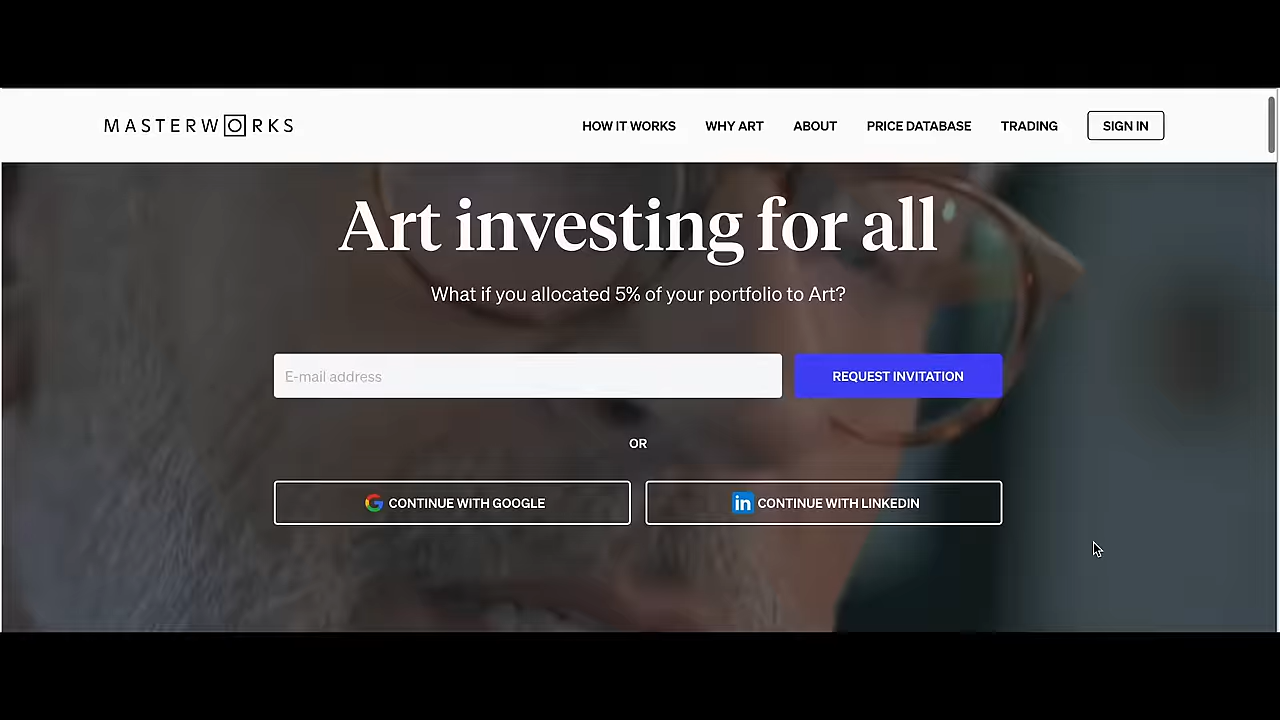 MASTERWORKS
HOW IT WORKS WHY ART ABOUT PRICE DATABASE TRADING SIGN IN
Art investing for all
What if you allocated 5% of your portfolio to Art?
E-mail address REQUEST INVITATION
OR
CONTINUE WITH GOOGLE in CONTINUE WITH LINKEDIN